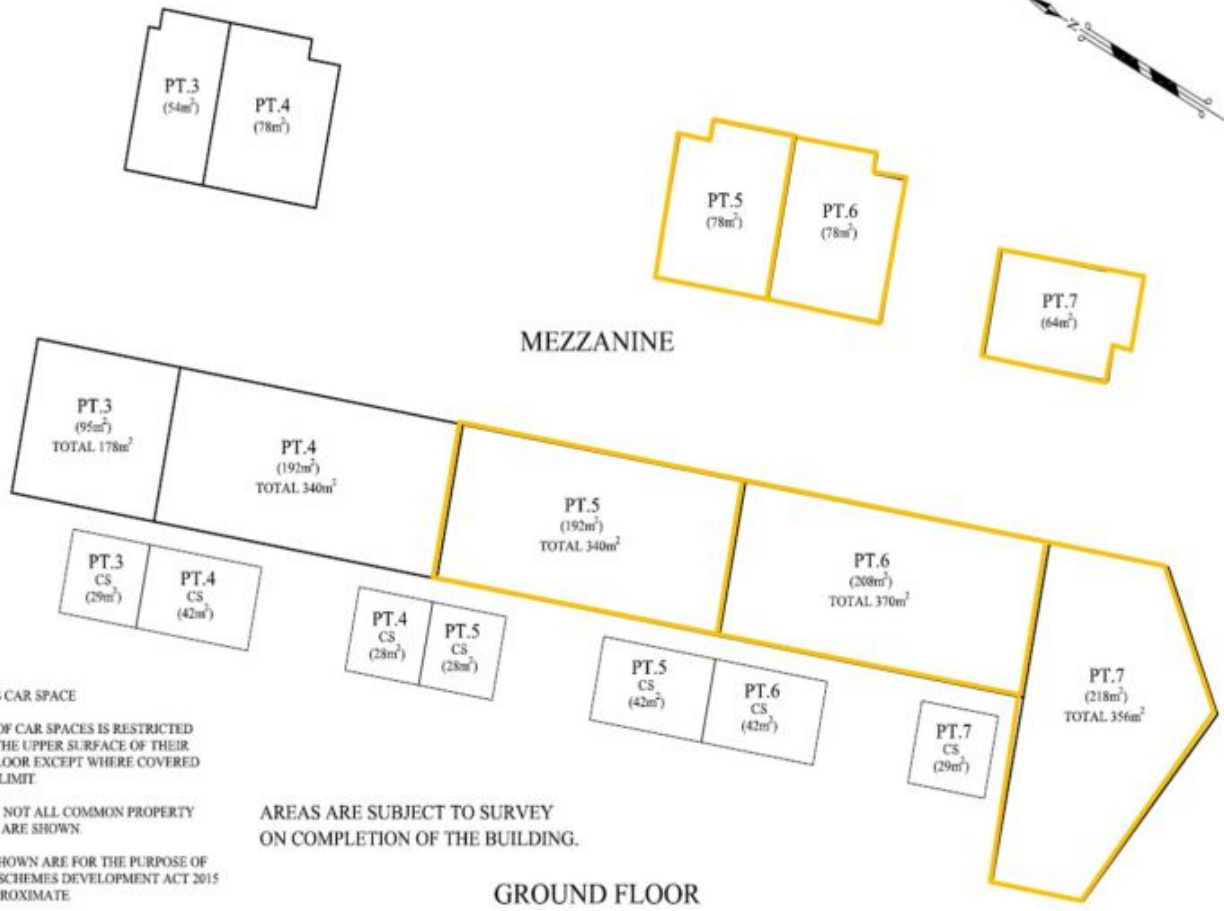 PT.3
(54m²)
PT.4
(78m²)
N
PT.5
(78m²)
PT.6
(78m²)
PT.7
(64m²)
MEZZANINE
PT.3
(95m²)
TOTAL 178m²
PT.4
(192m²)
TOTAL 340m²
PT.5
(192m²)
TOTAL 340m²
PT.6
(208m²)
TOTAL 370m²
PT.7
(218m²)
TOTAL 356m²
PT.3
CS
(29m²)
PT.4
CS
(42m²)
PT.4
CS
(28m²)
PT.5
CS
(28m²)
PT.5
CS
(42m²)
PT.6
CS
(42m²)
PT.7
CS
(29m²)
CAR SPACE
OF CAR SPACES IS RESTRICTED
THE UPPER SURFACE OF THEIR
EXCEPT WHERE COVERED
LIMIT
NOT ALL COMMON PROPERTY
ARE SHOWN.
ARE FOR THE PURPOSE OF
SCHEMES DEVELOPMENT ACT 2015
AREAS ARE SUBJECT TO SURVEY
ON COMPLETION OF THE BUILDING.
GROUND FLOOR